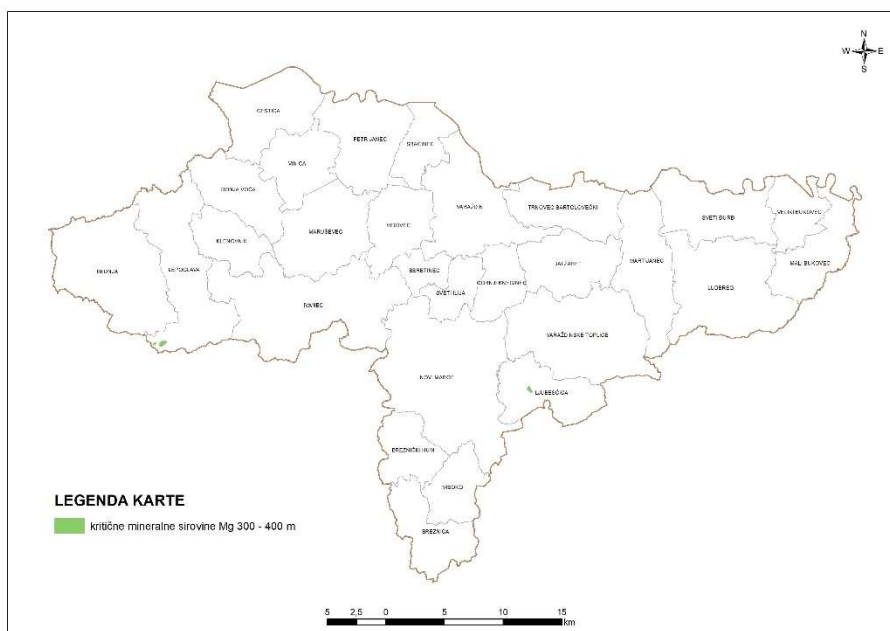 N
W E
S
CESTICA
PETRIJANEC
SRAČINEC
VINICA
DONJA VOĆA
VARAŽDIN
TRNOVEC BARTOLOVEČKI
SVETI ĐURĐ
VELIKI BUKOVEC
KLENOVNIK
MARUŠEVEC
VIDOVEC
BEDNJA
LEPOGLAVA
BERETINEC
SVETI ILIJA
GORNJI KNEGINEC
JALŽABET
MARTIJANEC
MALI BUKOVEC
LUDBREG
IVANEC
VARAŽDINSKE TOPLICE
NOVI MAROF
LJUBEŠĆICA
BREZNIČKI HUM
VISOKO
BREZNICA
LEGENDA KARTE
kritične mineralne sirovine Mg 300 - 400 m
5 2,5 0 5 10 15
km